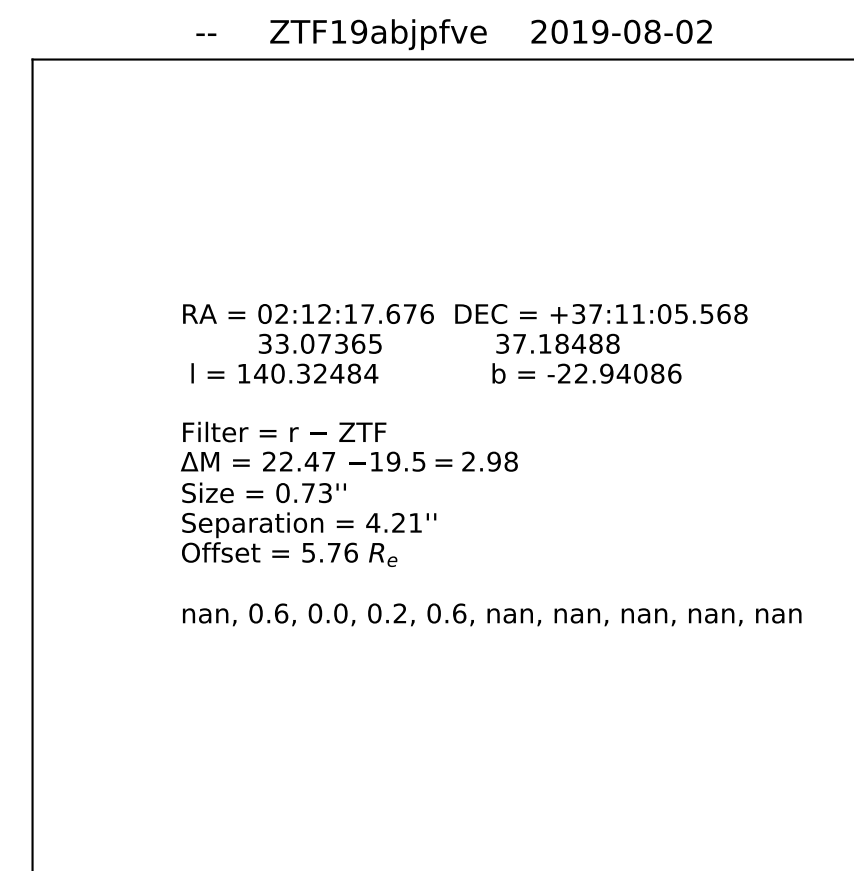 -- ZTF19abjpfve 2019-08-02
RA = 02:12:17.676 DEC = +37:11:05.568
33.07365 37.18488
l = 140.32484 b = -22.94086
Filter = r − ZTF
ΔM = 22.47 −19.5 = 2.98
Size = 0.73''
Separation = 4.21''
Offset = 5.76 Rₑ
nan, 0.6, 0.0, 0.2, 0.6, nan, nan, nan, nan, nan